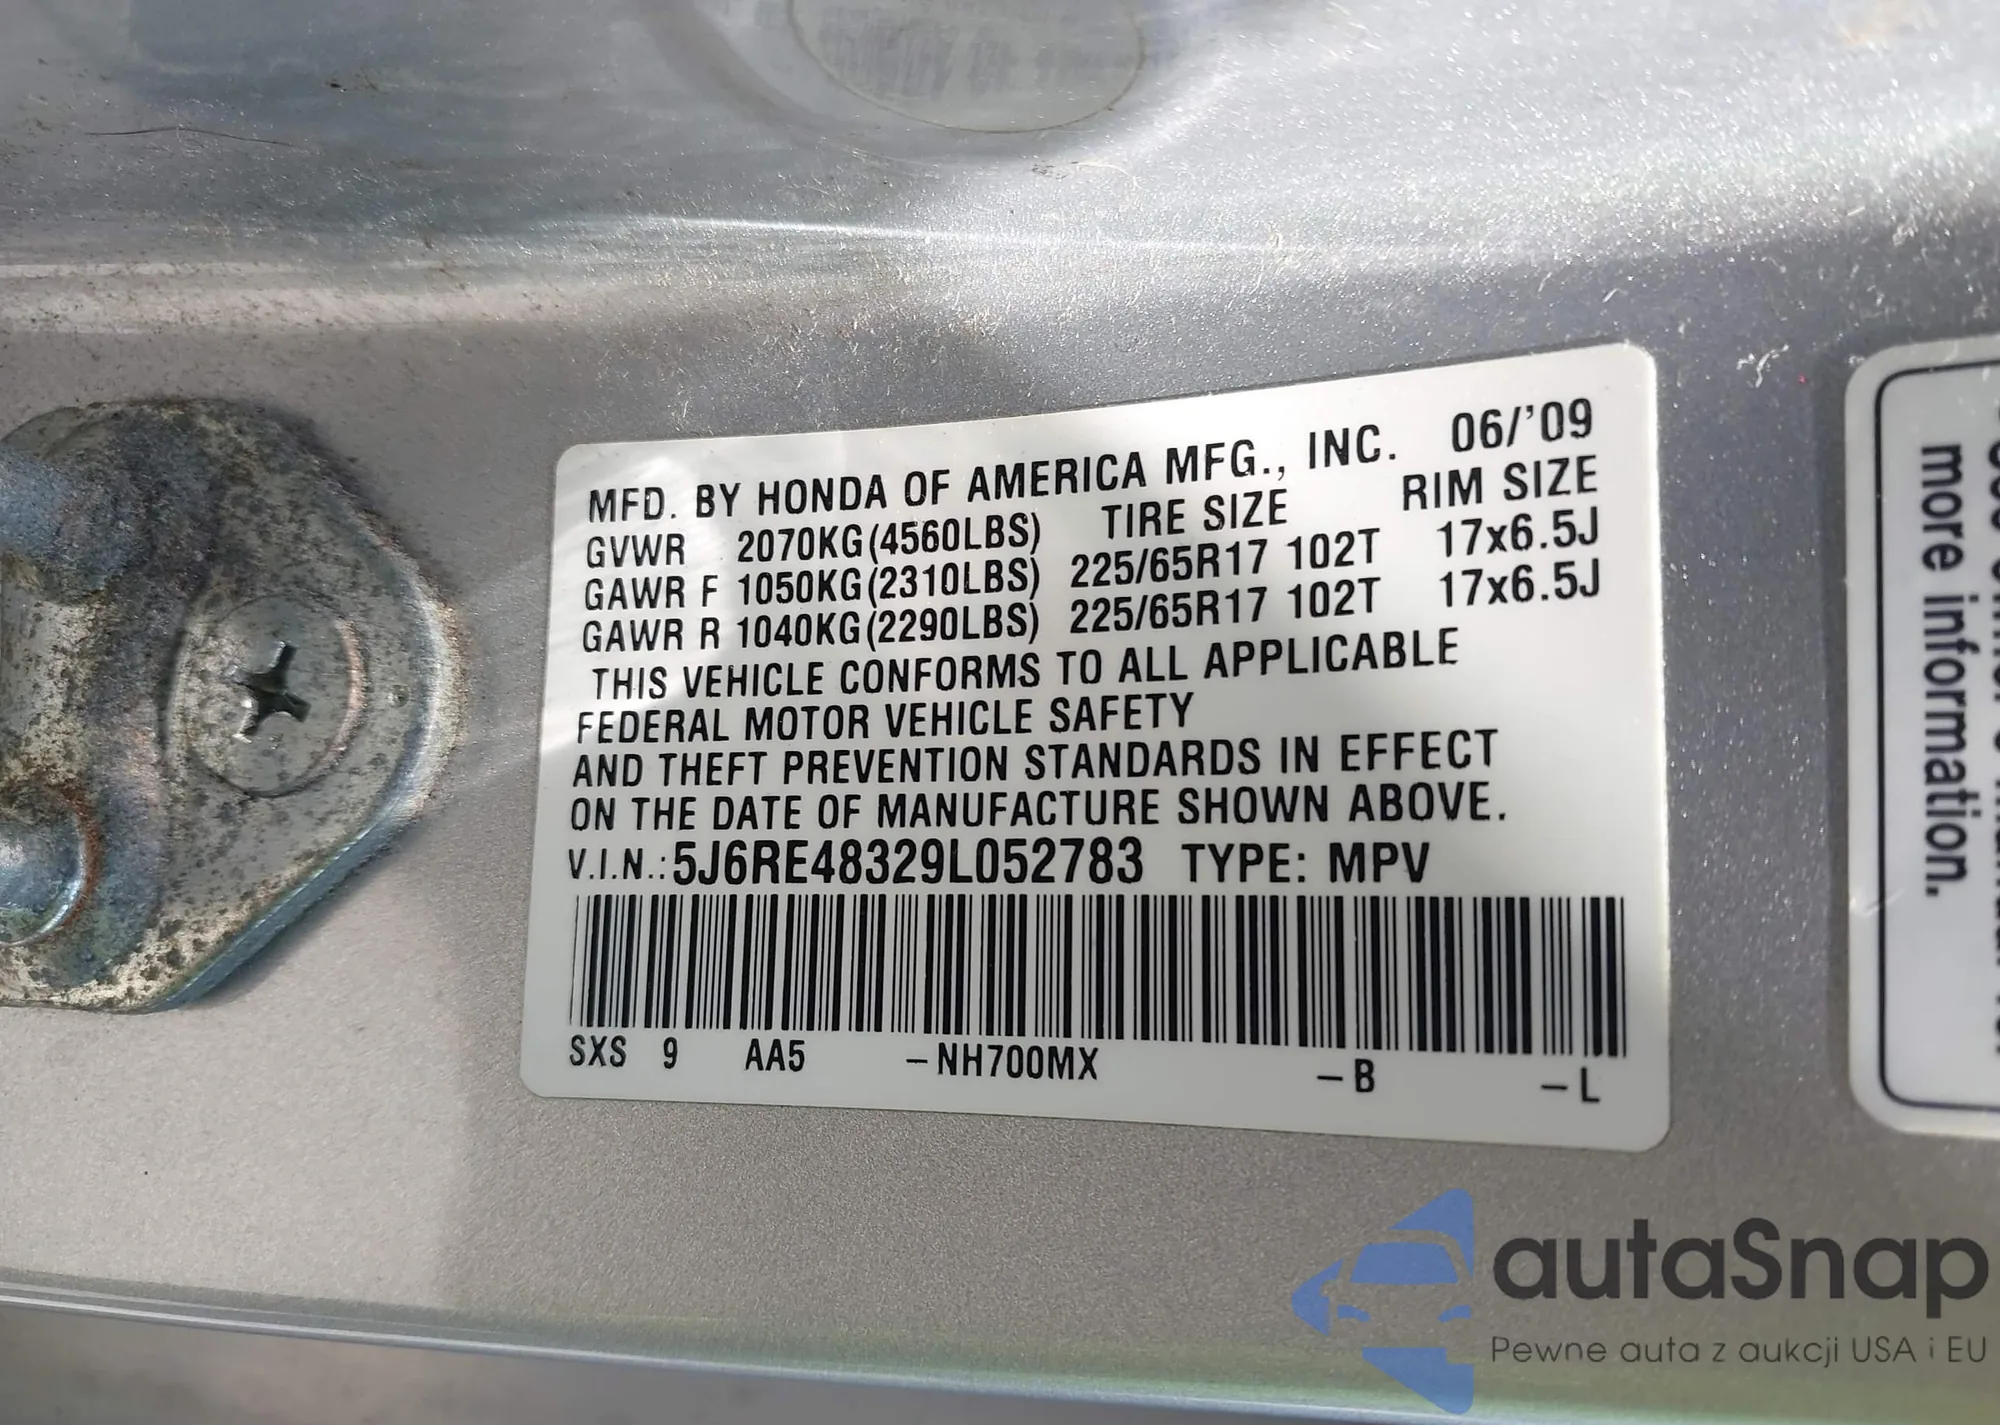 MFD. BY HONDA OF AMERICA MFG., INC. 06/'09
GVWR 2070KG(4560LBS) TIRE SIZE RIM SIZE
GAWR F 1050KG(2310LBS) 225/65R17 102T 17x6.5J
GAWR R 1040KG(2290LBS) 225/65R17 102T 17x6.5J
THIS VEHICLE CONFORMS TO ALL APPLICABLE
FEDERAL MOTOR VEHICLE SAFETY
AND THEFT PREVENTION STANDARDS IN EFFECT
ON THE DATE OF MANUFACTURE SHOWN ABOVE.
V.I.N.: 5J6RE48329L052783 TYPE: MPV
SXS 9 AA5 -NH700MX -B -L
more information.
autaSnap
Pewne auta z aukcji USA i EU